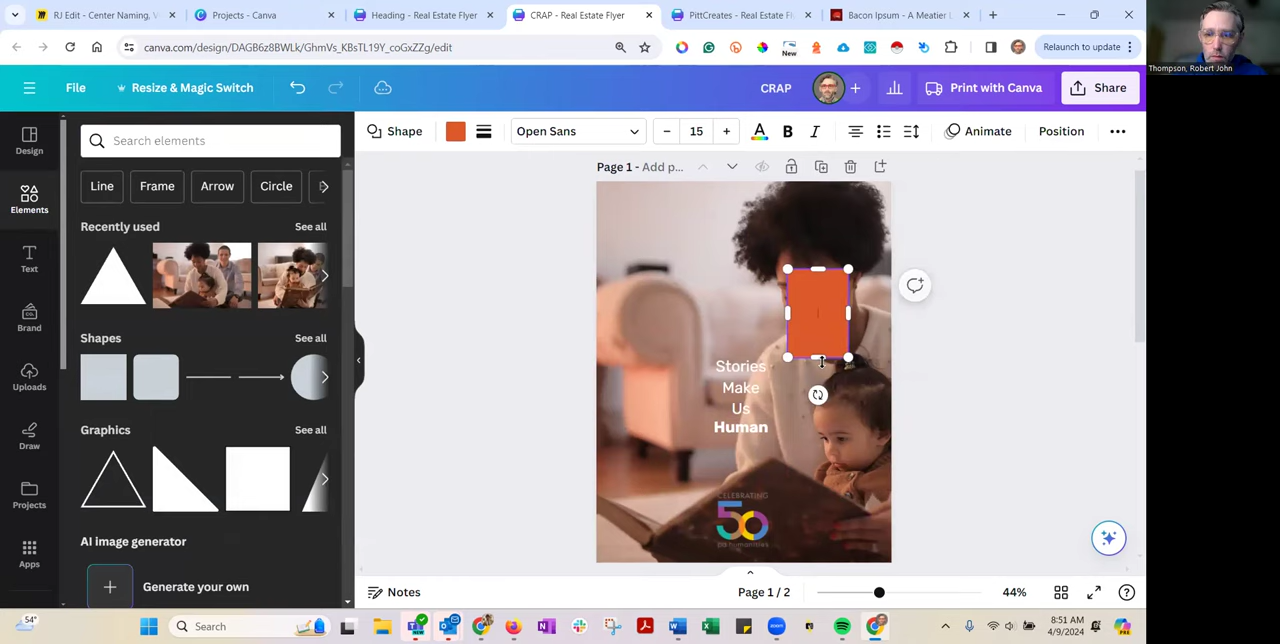 RJ Edit - Center Naming, V
Projects - Canva
Heading - Real Estate Flyer
CRAP - Real Estate Flyer
PittCreates - Real Estate Fl
Bacon Ipsum - A Meatier L
canva.com/design/DAGB6z8BWLk/GhmVs_KBsTL19Y_coGxZZg/edit
New
Relaunch to update
Thompson, Robert John
File
Resize & Magic Switch
CRAP
Print with Canva
Share
Search elements
Shape
Open Sans
15
A
B
I
Animate
Position
Design
Elements
Text
Brand
Uploads
Draw
Projects
Apps
Line
Frame
Arrow
Circle
Recently used
See all
Shapes
See all
Graphics
See all
AI image generator
Generate your own
Page 1 - Add p...
Stories
Make
Us
Human
CELEBRATING
50
pa humanities
Notes
Page 1 / 2
44%
54°
Search
8:51 AM
4/9/2024